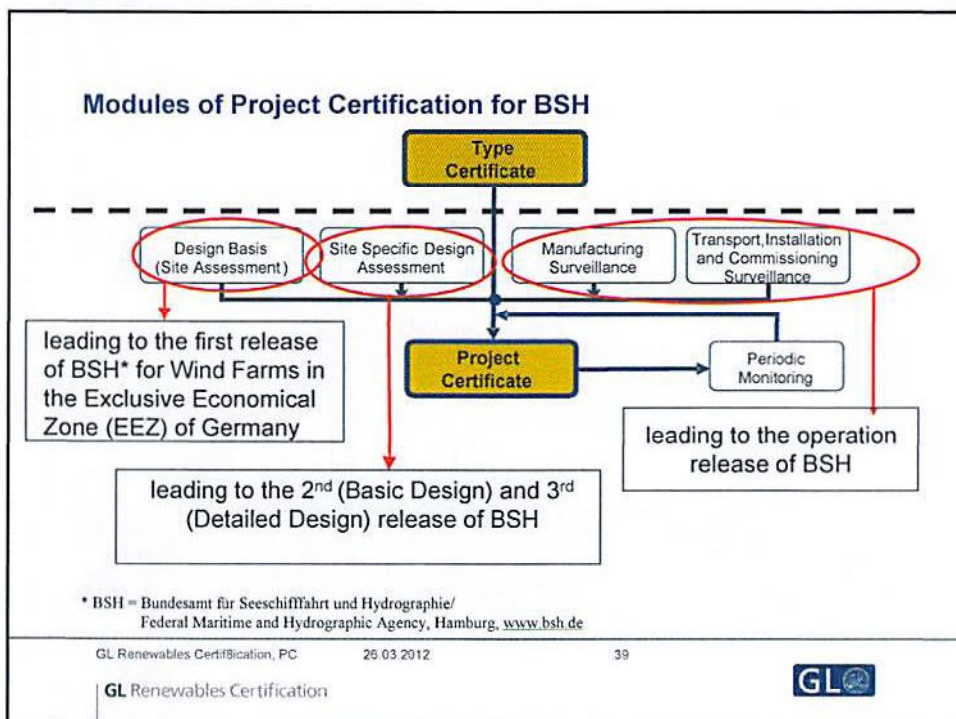 Modules of Project Certification for BSH
Type
Certificate
Design Basis
(Site Assessment)
Site Specific Design
Assessment
Manufacturing
Surveillance
Transport,Installation
and Commissioning
Surveillance
leading to the first release
of BSH* for Wind Farms in
the Exclusive Economical
Zone (EEZ) of Germany
Project
Certificate
Periodic
Monitoring
leading to the operation
release of BSH
leading to the 2nd (Basic Design) and 3rd
(Detailed Design) release of BSH
* BSH = Bundesamt für Seeschifffahrt und Hydrographie/
Federal Maritime and Hydrographic Agency, Hamburg, www.bsh.de
GL Renewables Certif8ication, PC 26.03.2012 39
GL Renewables Certification
GL